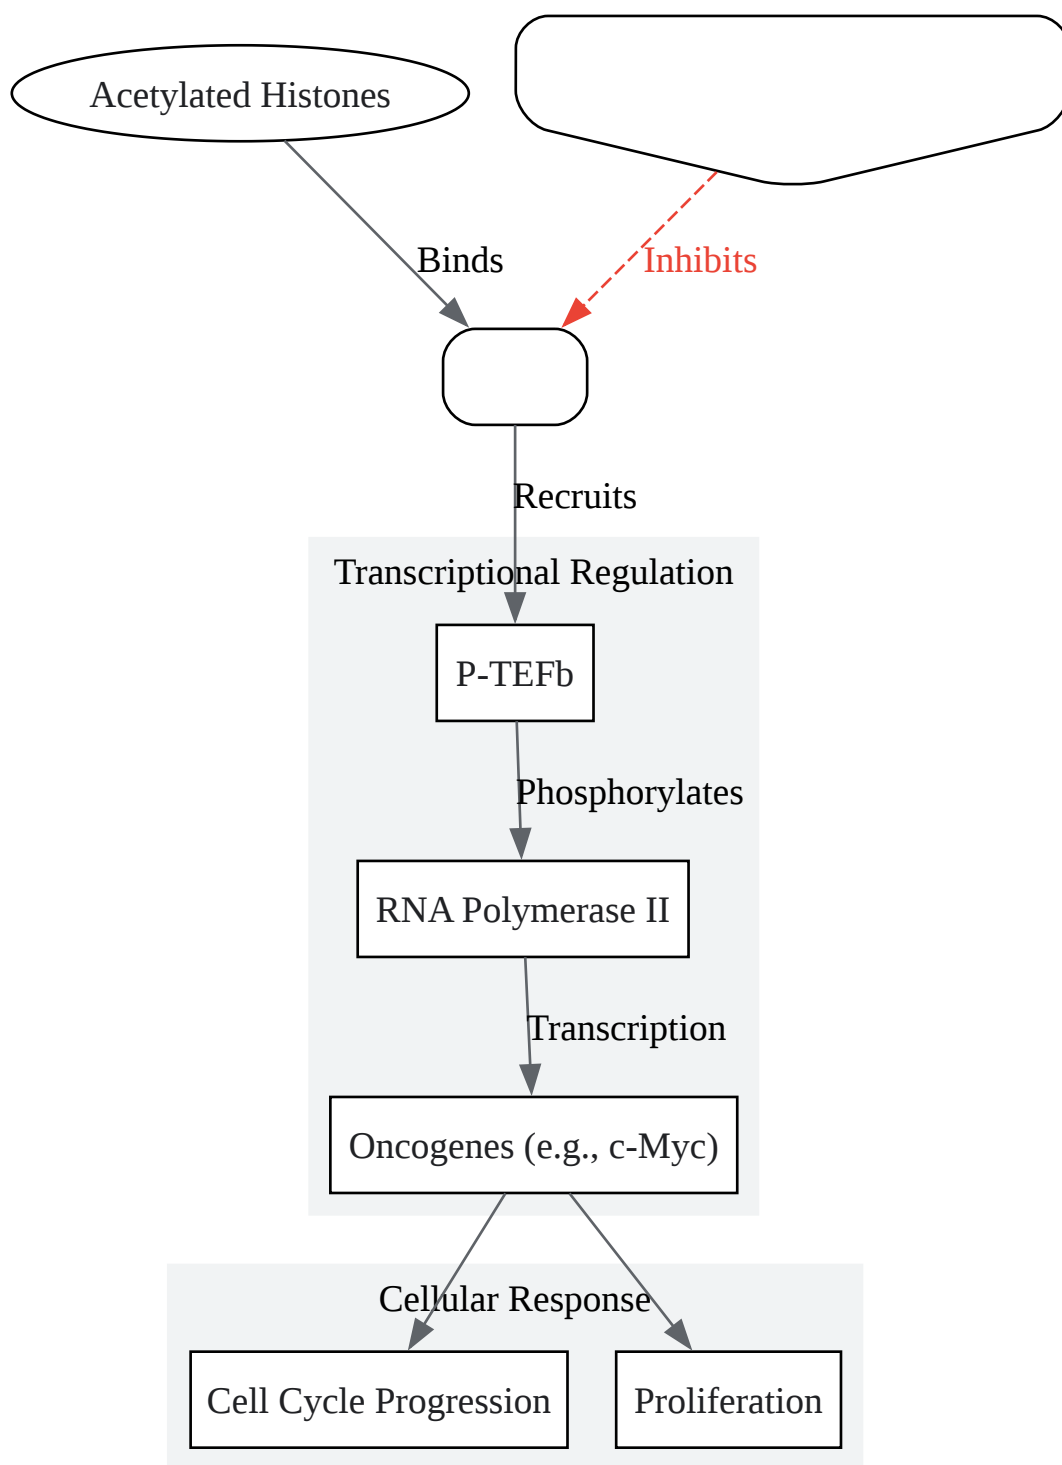 Acetylated Histones
Binds
Inhibits
Recruits
Transcriptional Regulation
P-TEFb
Phosphorylates
RNA Polymerase II
Transcription
Oncogenes (e.g., c-Myc)
Cellular Response
Cell Cycle Progression
Proliferation